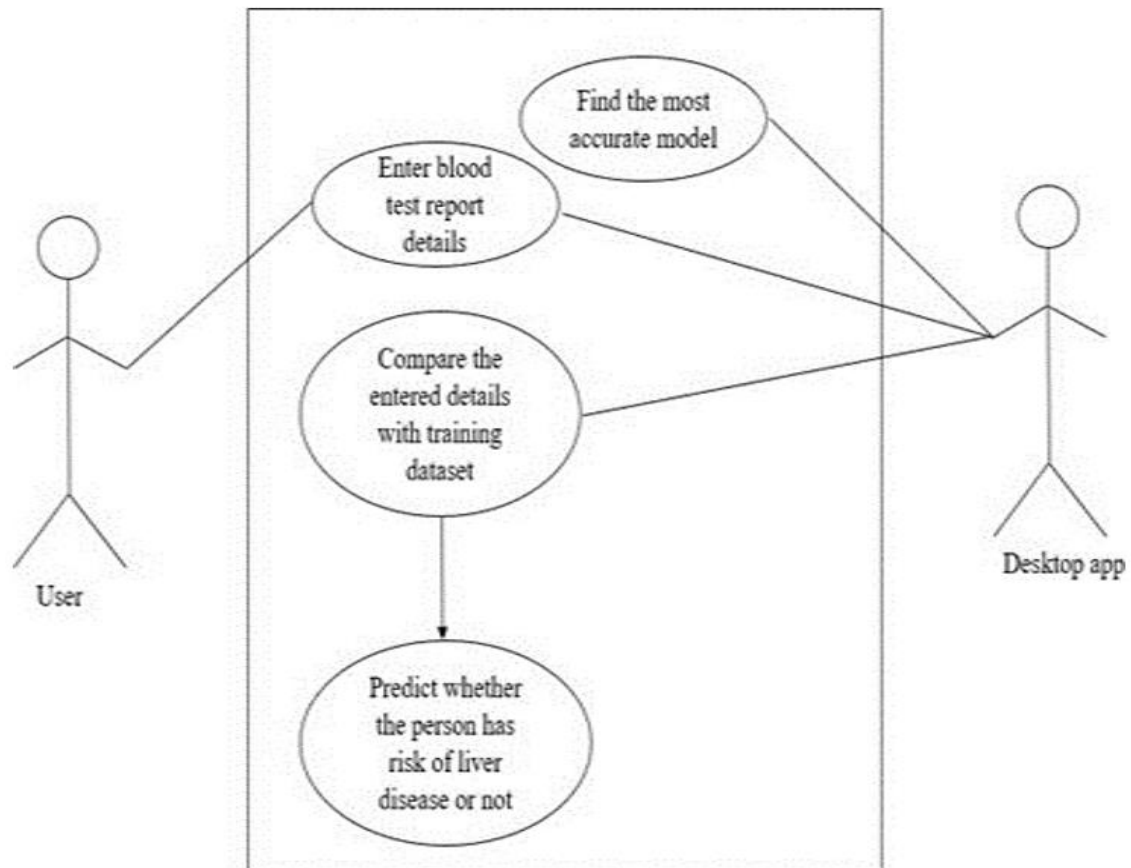 Find the most
accurate model
Enter blood
test report
details
Compare the
entered details
with training
dataset
Predict whether
the person has
risk of liver
disease or not
User
Desktop app